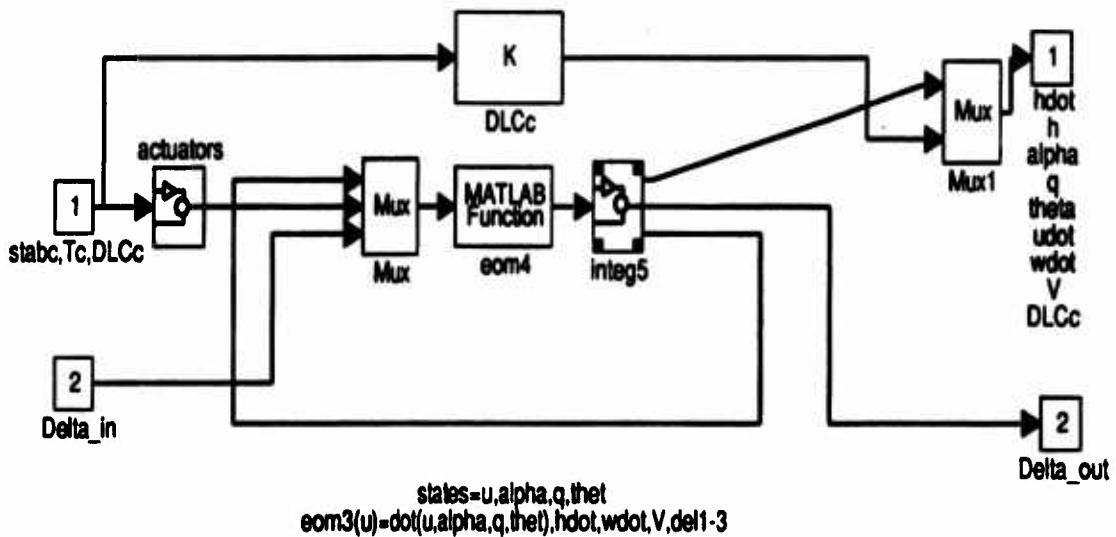 K
DLCc
1
hdot
h
alpha
q
theta
udot
wdot
V
DLCc
Mux
Mux1
actuators
1
stabc,Tc,DLCc
Mux
Mux
MATLAB
Function
eom4
integ5
2
Delta_in
2
Delta_out
states=u,alpha,q,thet
eom3(u)=dot(u,alpha,q,thet),hdot,wdot,V,del1-3